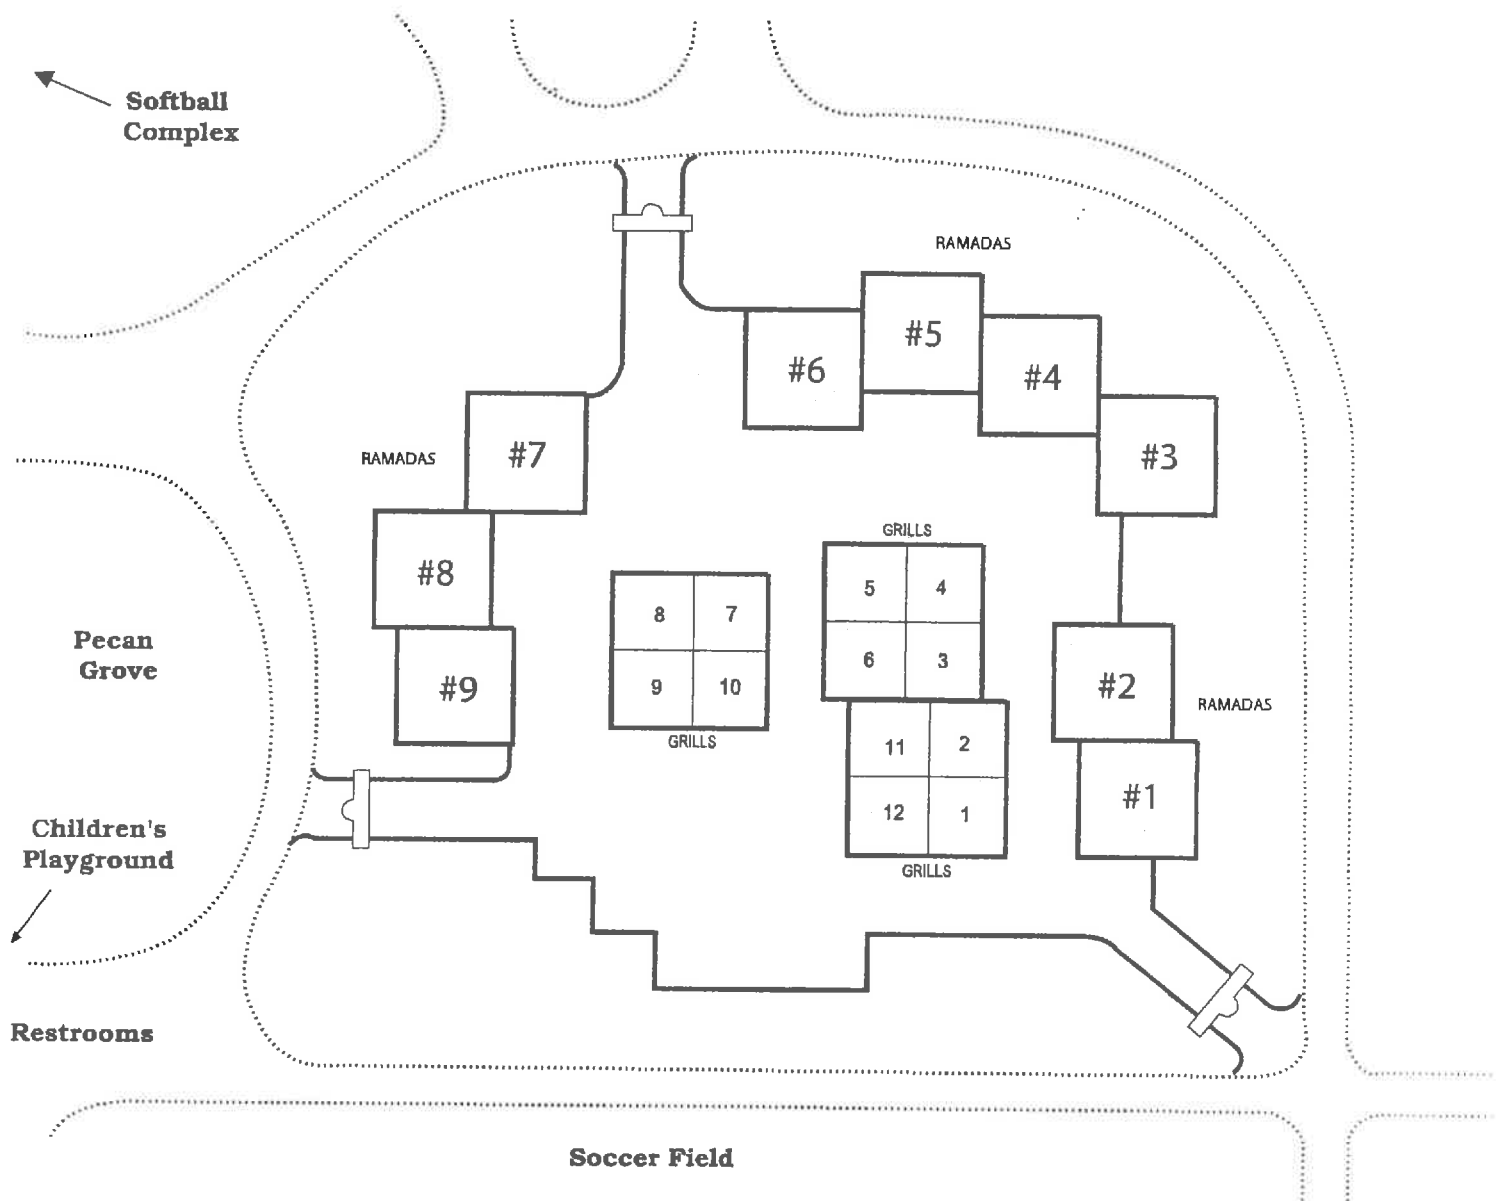 Softball
Complex
RAMADAS
#5
#6
#4
#3
#7
RAMADAS
#8
#9
GRILLS
5 4
6 3
8 7
9 10
GRILLS
11 2
12 1
GRILLS
#2
RAMADAS
#1
Pecan
Grove
Children's
Playground
Restrooms
Soccer Field